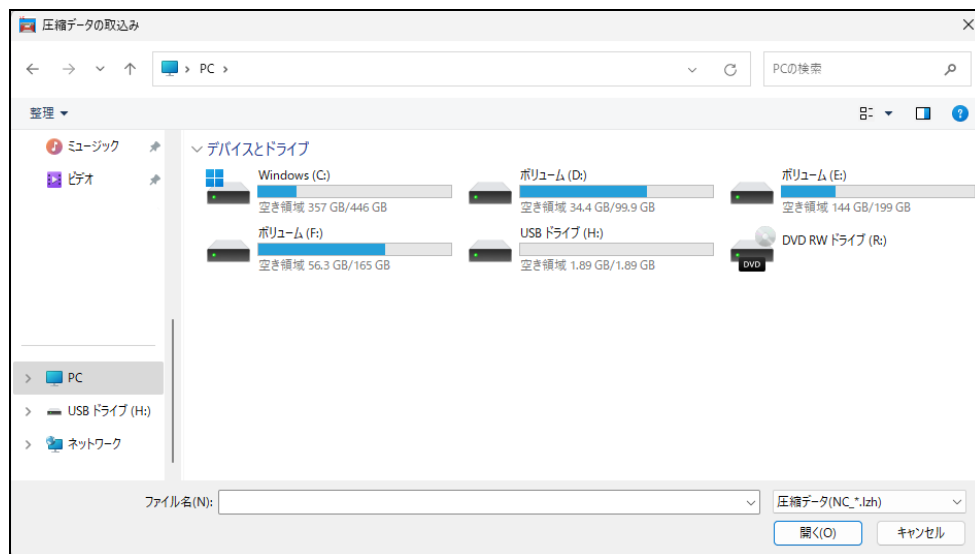 圧縮データの取込み
PC
PCの検索
整理
ミュージック
ビデオ
デバイスとドライブ
Windows (C:)
空き領域 357 GB/446 GB
ボリューム (D:)
空き領域 34.4 GB/99.9 GB
ボリューム (E:)
空き領域 144 GB/199 GB
ボリューム (F:)
空き領域 56.3 GB/165 GB
USB ドライブ (H:)
空き領域 1.89 GB/1.89 GB
DVD RW ドライブ (R:)
DVD
PC
USB ドライブ (H:)
ネットワーク
ファイル名(N):
圧縮データ(NC_*.lzh)
開く(O)
キャンセル